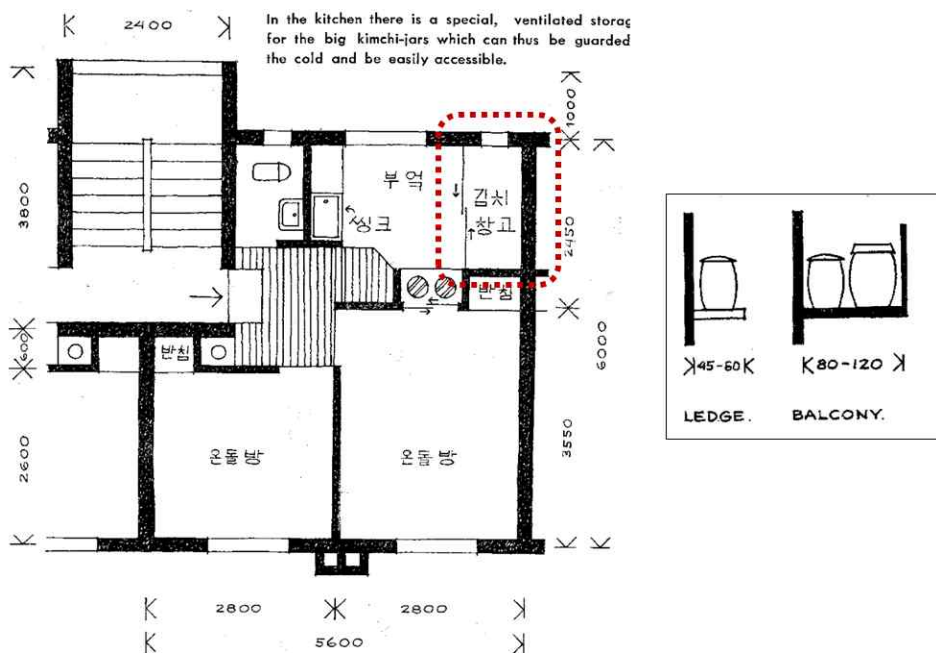 In the kitchen there is a special, ventilated storag
for the big kimchi-jars which can thus be guarded
the cold and be easily accessible.
2400
1000
3800
부엌
김치
창고
씽크
2450
반침
600
반침
6000
2600
온돌방
온돌방
3550
2800
2800
5600
45-60
80-120
LEDGE.
BALCONY.